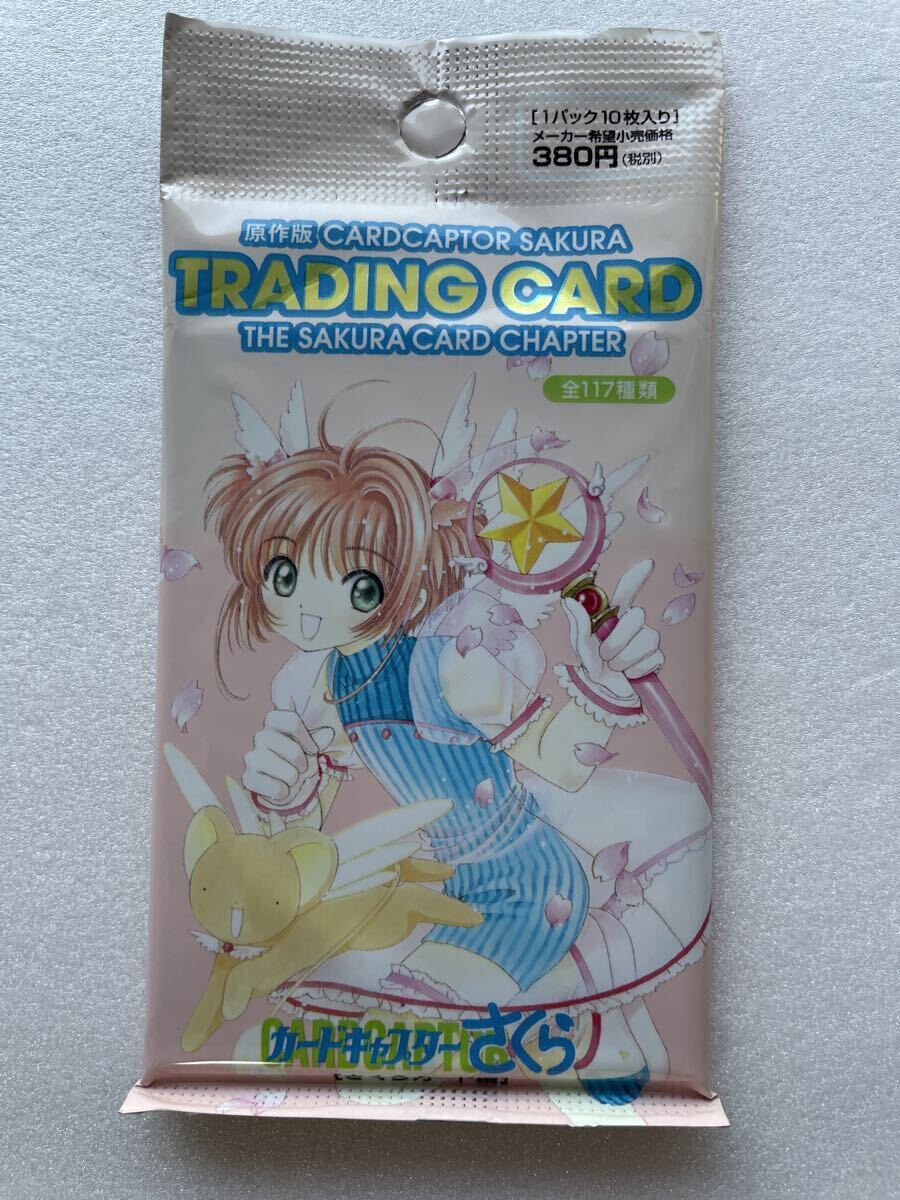 [1パック10枚入り]
メーカー希望小売価格
380円(税別)
原作版 CARDCAPTOR SAKURA
TRADING CARD
THE SAKURA CARD CHAPTER
全117種類
CARDCAPTOR
カードキャプターさくら